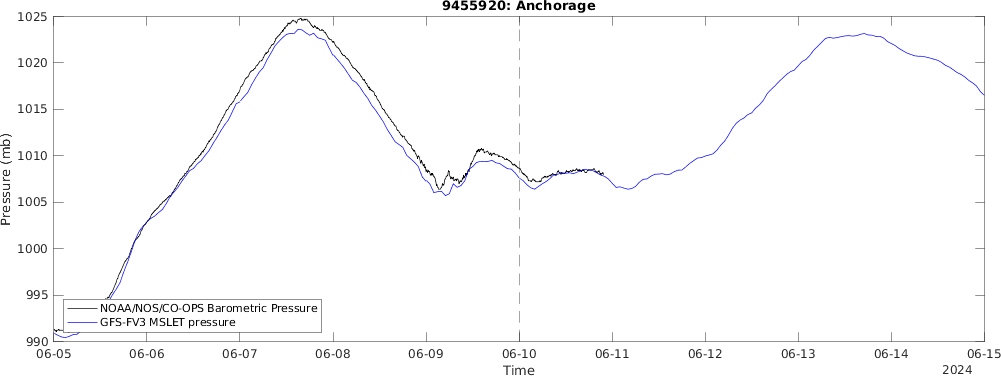 9455920: Anchorage
1025
1020
1015
1010
1005
1000
995
990
Pressure (mb)
NOAA/NOS/CO-OPS Barometric Pressure
GFS-FV3 MSLET pressure
06-05 06-06 06-07 06-08 06-09 06-10 06-11 06-12 06-13 06-14 06-15
Time
2024